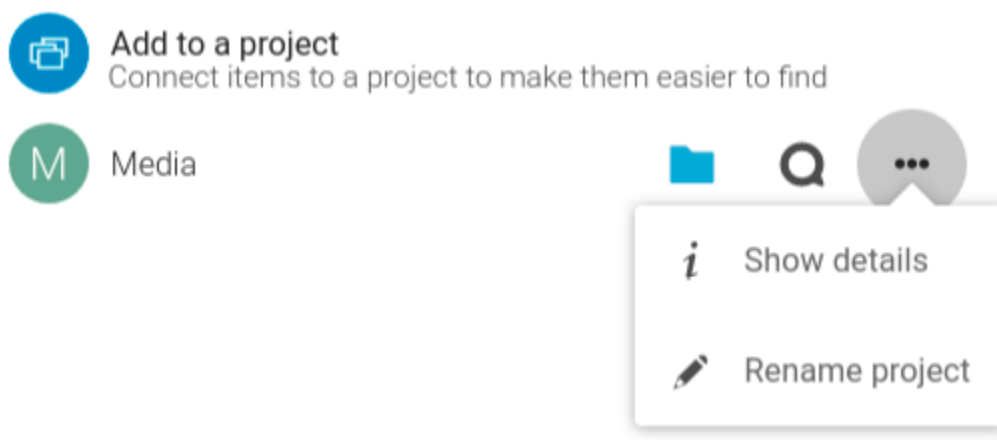 Add to a project
Connect items to a project to make them easier to find
M Media
Show details
Rename project